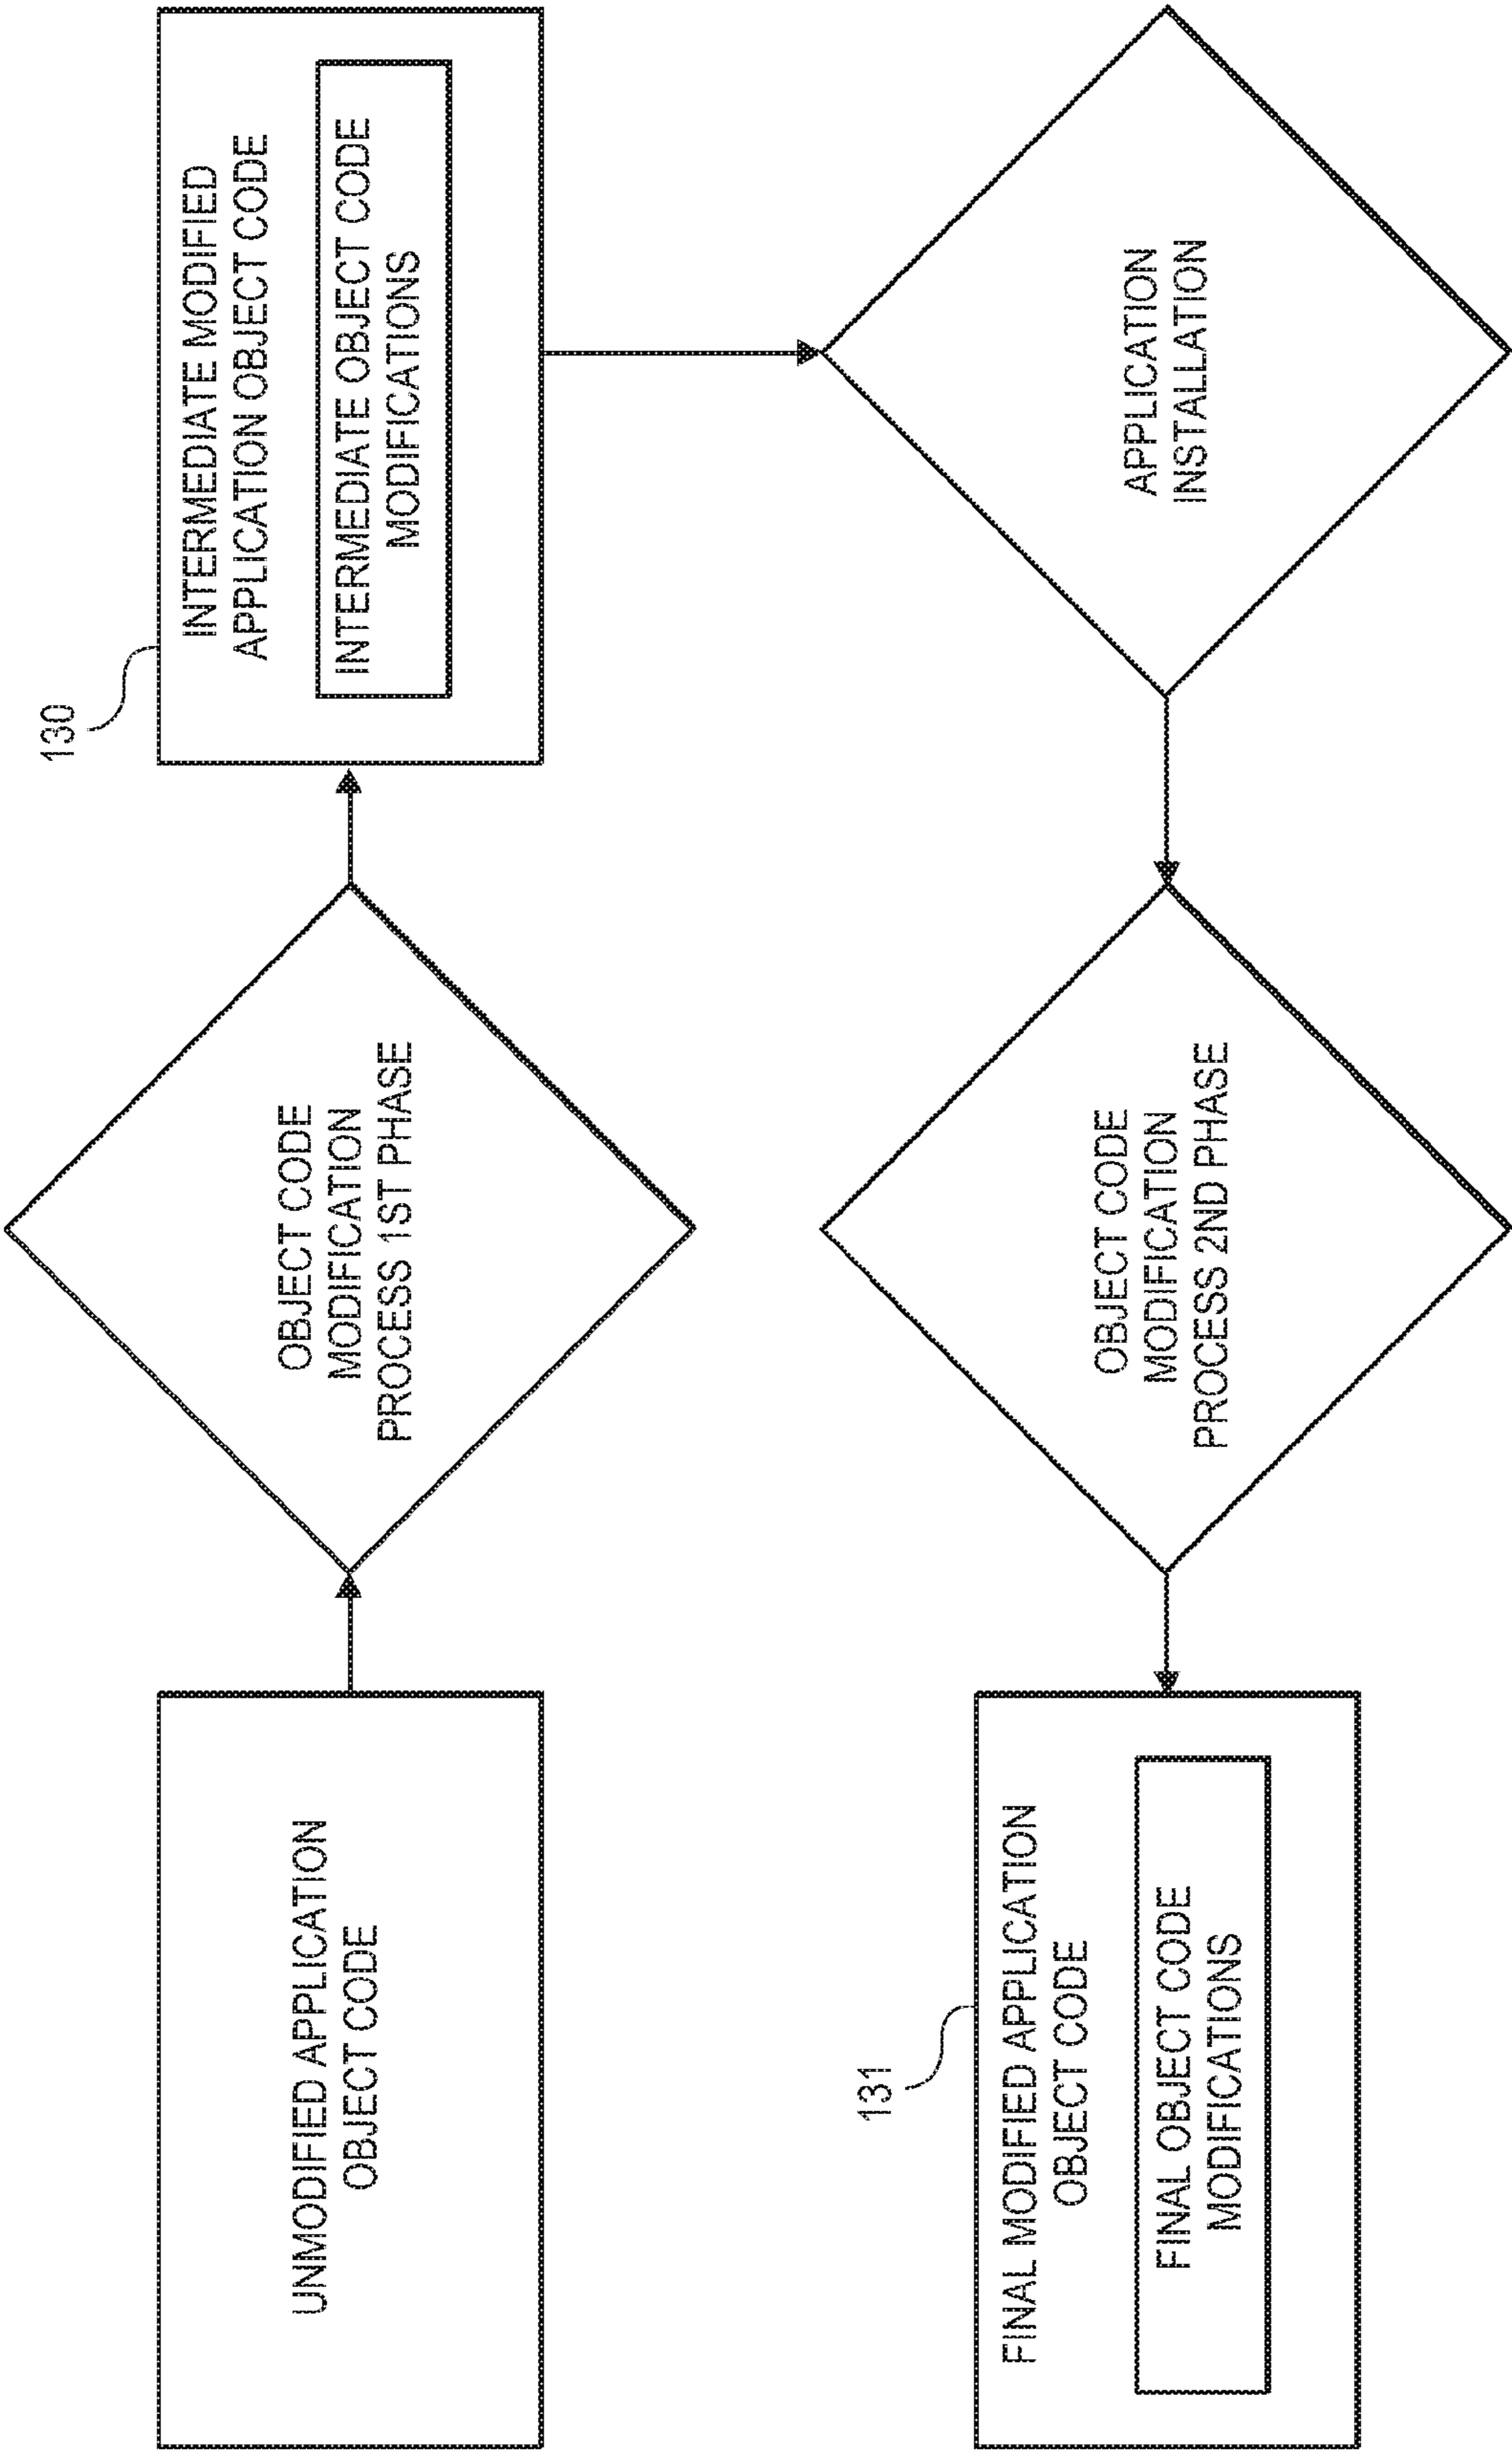 UNMODIFIED APPLICATION
OBJECT CODE
OBJECT CODE
MODIFICATION
PROCESS 1ST PHASE
130
INTERMEDIATE MODIFIED
APPLICATION OBJECT CODE
INTERMEDIATE OBJECT CODE
MODIFICATIONS
APPLICATION
INSTALLATION
OBJECT CODE
MODIFICATION
PROCESS 2ND PHASE
131
FINAL MODIFIED APPLICATION
OBJECT CODE
FINAL OBJECT CODE
MODIFICATIONS